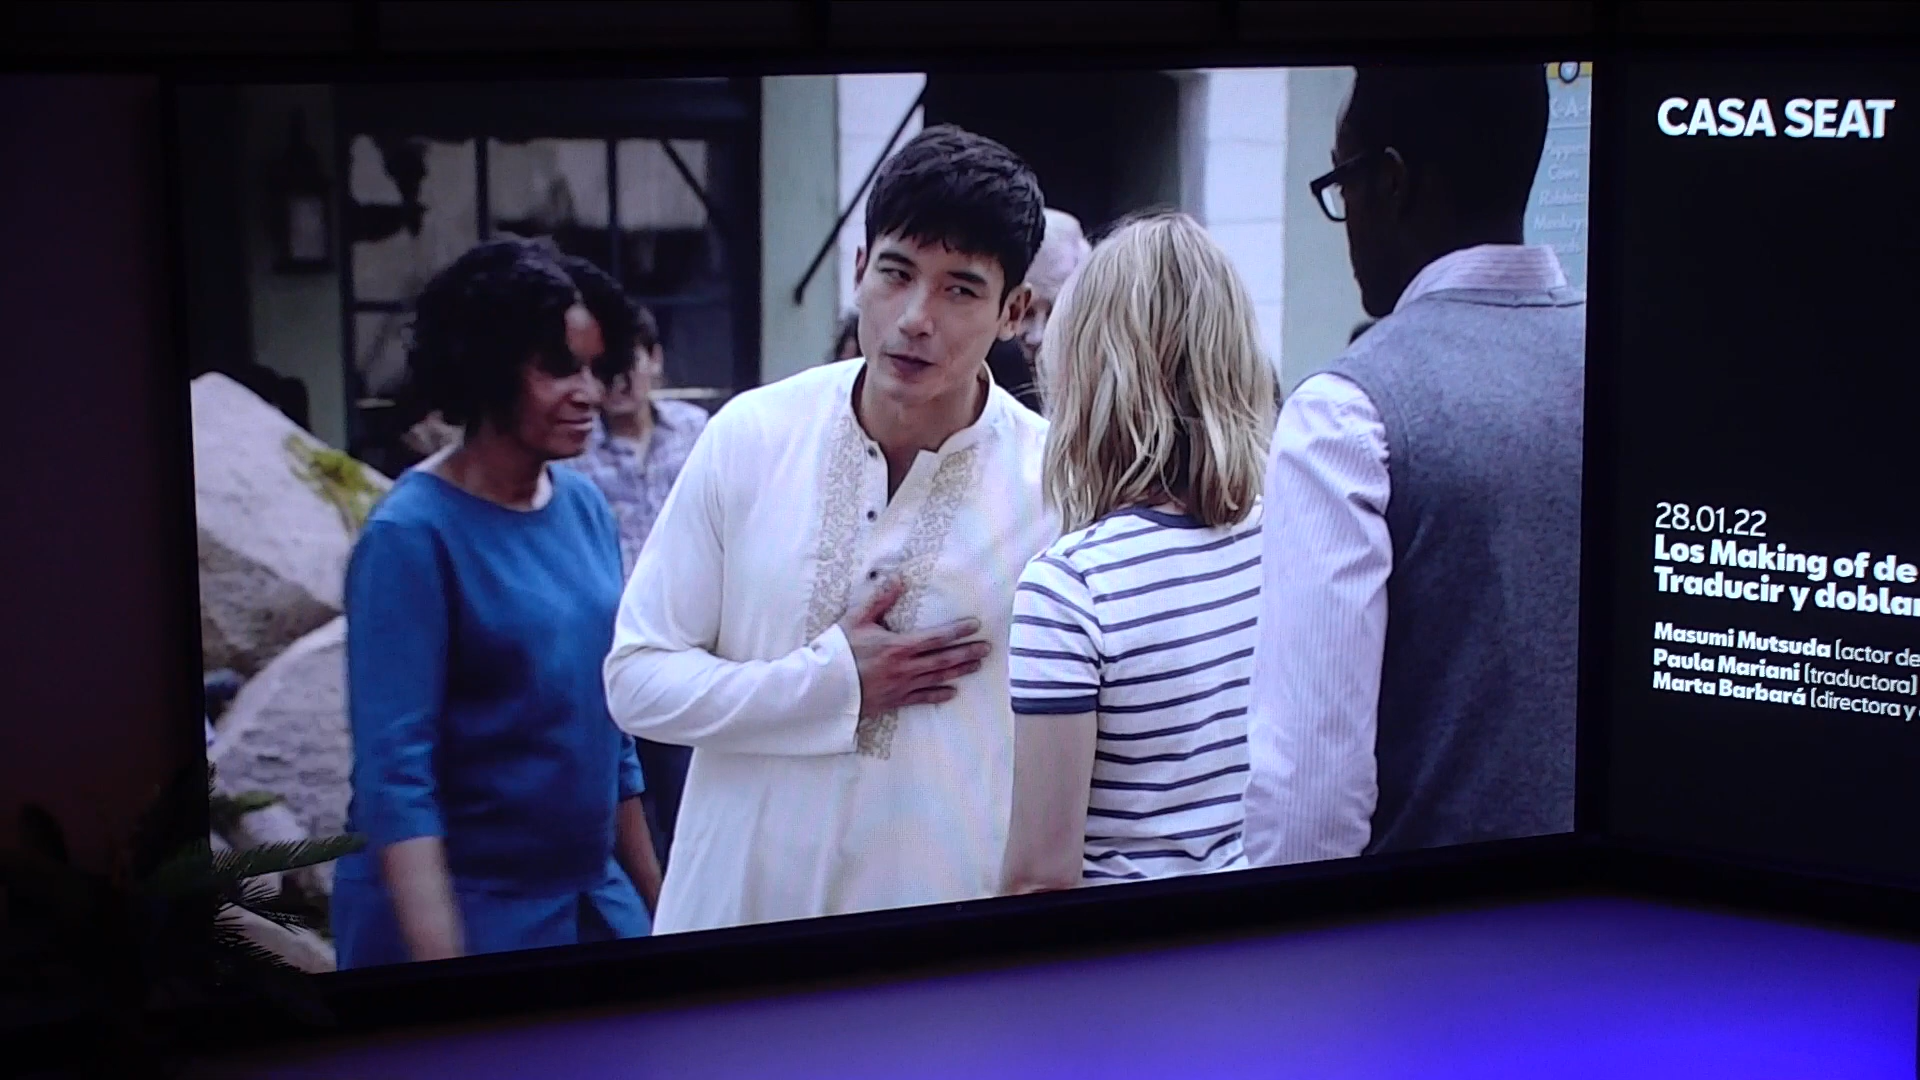 CASA SEAT
28.01.22
Los Making of de
Traducir y doblar
Masumi Mutsuda [actor de
Paula Mariani [traductora]
Marta Barbará [directora y